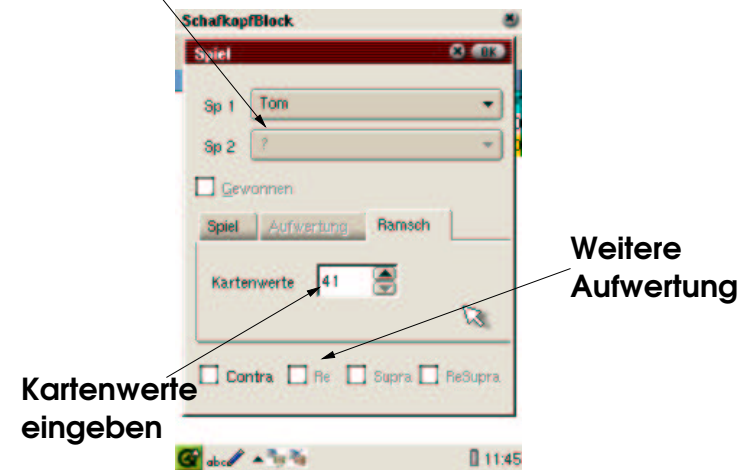 SchafkopfBlock
Spiel OK
Sp 1 Tom
Sp 2 ?
Gewonnen
Spiel Aufwertung Ramsch
Weitere
Aufwertung
Kartenwerte 41
Contra Re Supra ReSupra
Kartenwerte
eingeben
abc 11:45